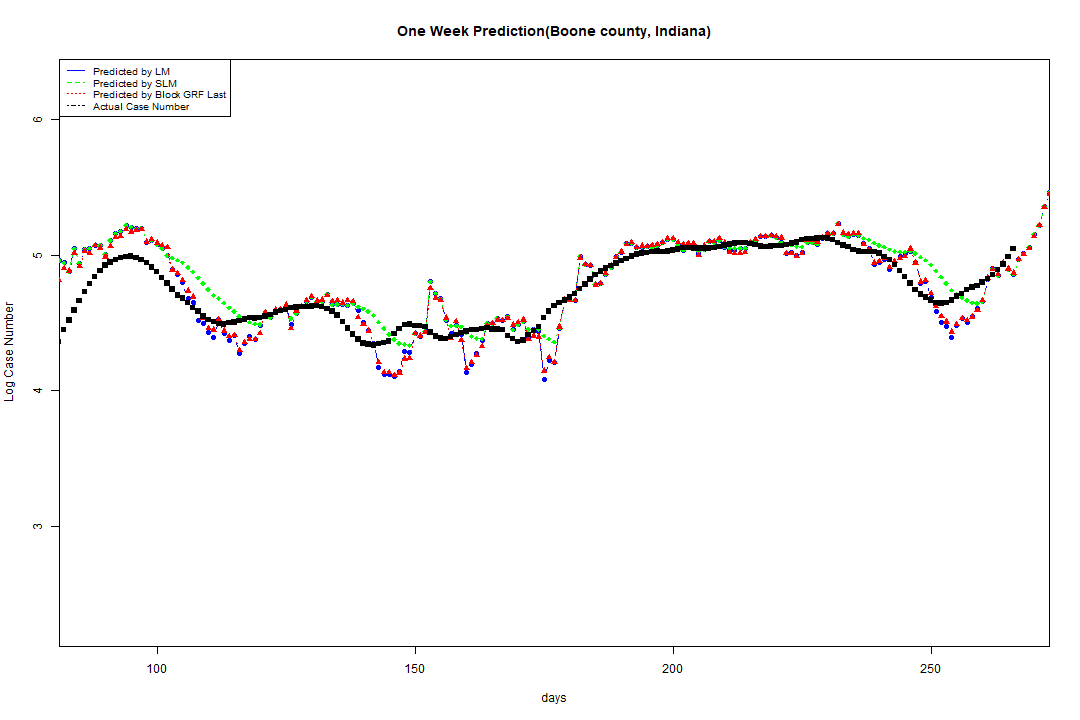 One Week Prediction(Boone county, Indiana)
Predicted by LM
Predicted by SLM
Predicted by Block GRF Last
Actual Case Number
6
5
4
3
Log Case Number
100 150 200 250
days